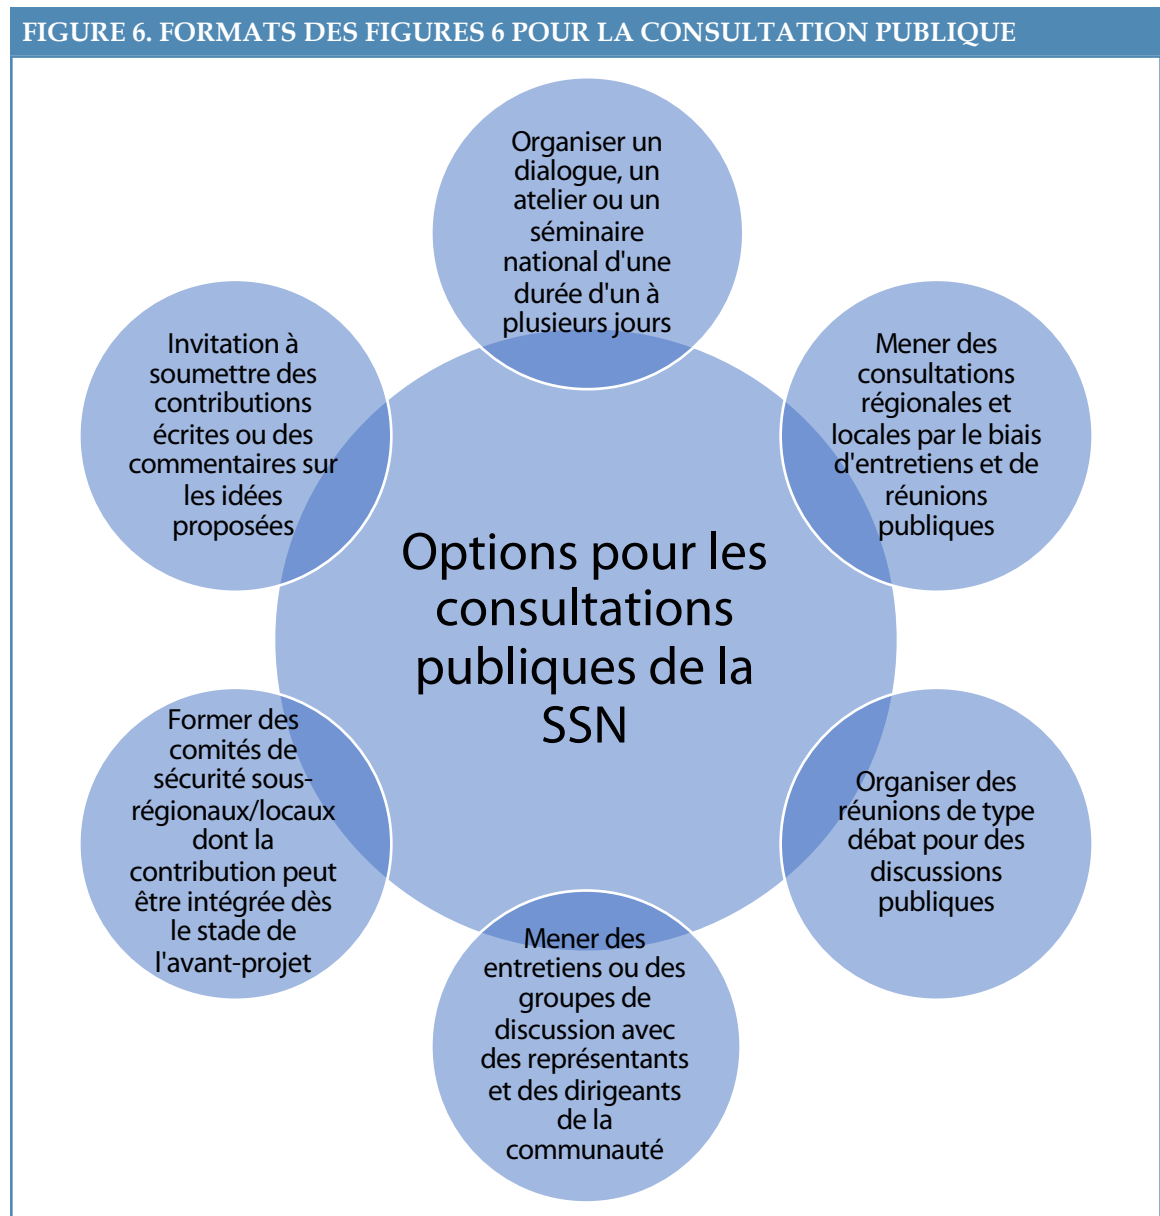 FIGURE 6. FORMATS DES FIGURES 6 POUR LA CONSULTATION PUBLIQUE
Organiser un
dialogue, un
atelier ou un
séminaire
national d'une
durée d'un à
plusieurs jours
Mener des
consultations
régionales et
locales par le biais
d'entretiens et de
réunions
publiques
Organiser des
réunions de type
débat pour des
discussions
publiques
Mener des
entretiens ou des
groupes de
discussion avec
des représentants
et des dirigeants
de la
communauté
Former des
comités de
sécurité sous-
régionaux/locaux
dont la
contribution peut
être intégrée dès
le stade de
l'avant-projet
Invitation à
soumettre des
contributions
écrites ou des
commentaires sur
les idées
proposées
Options pour les
consultations
publiques de la
SSN